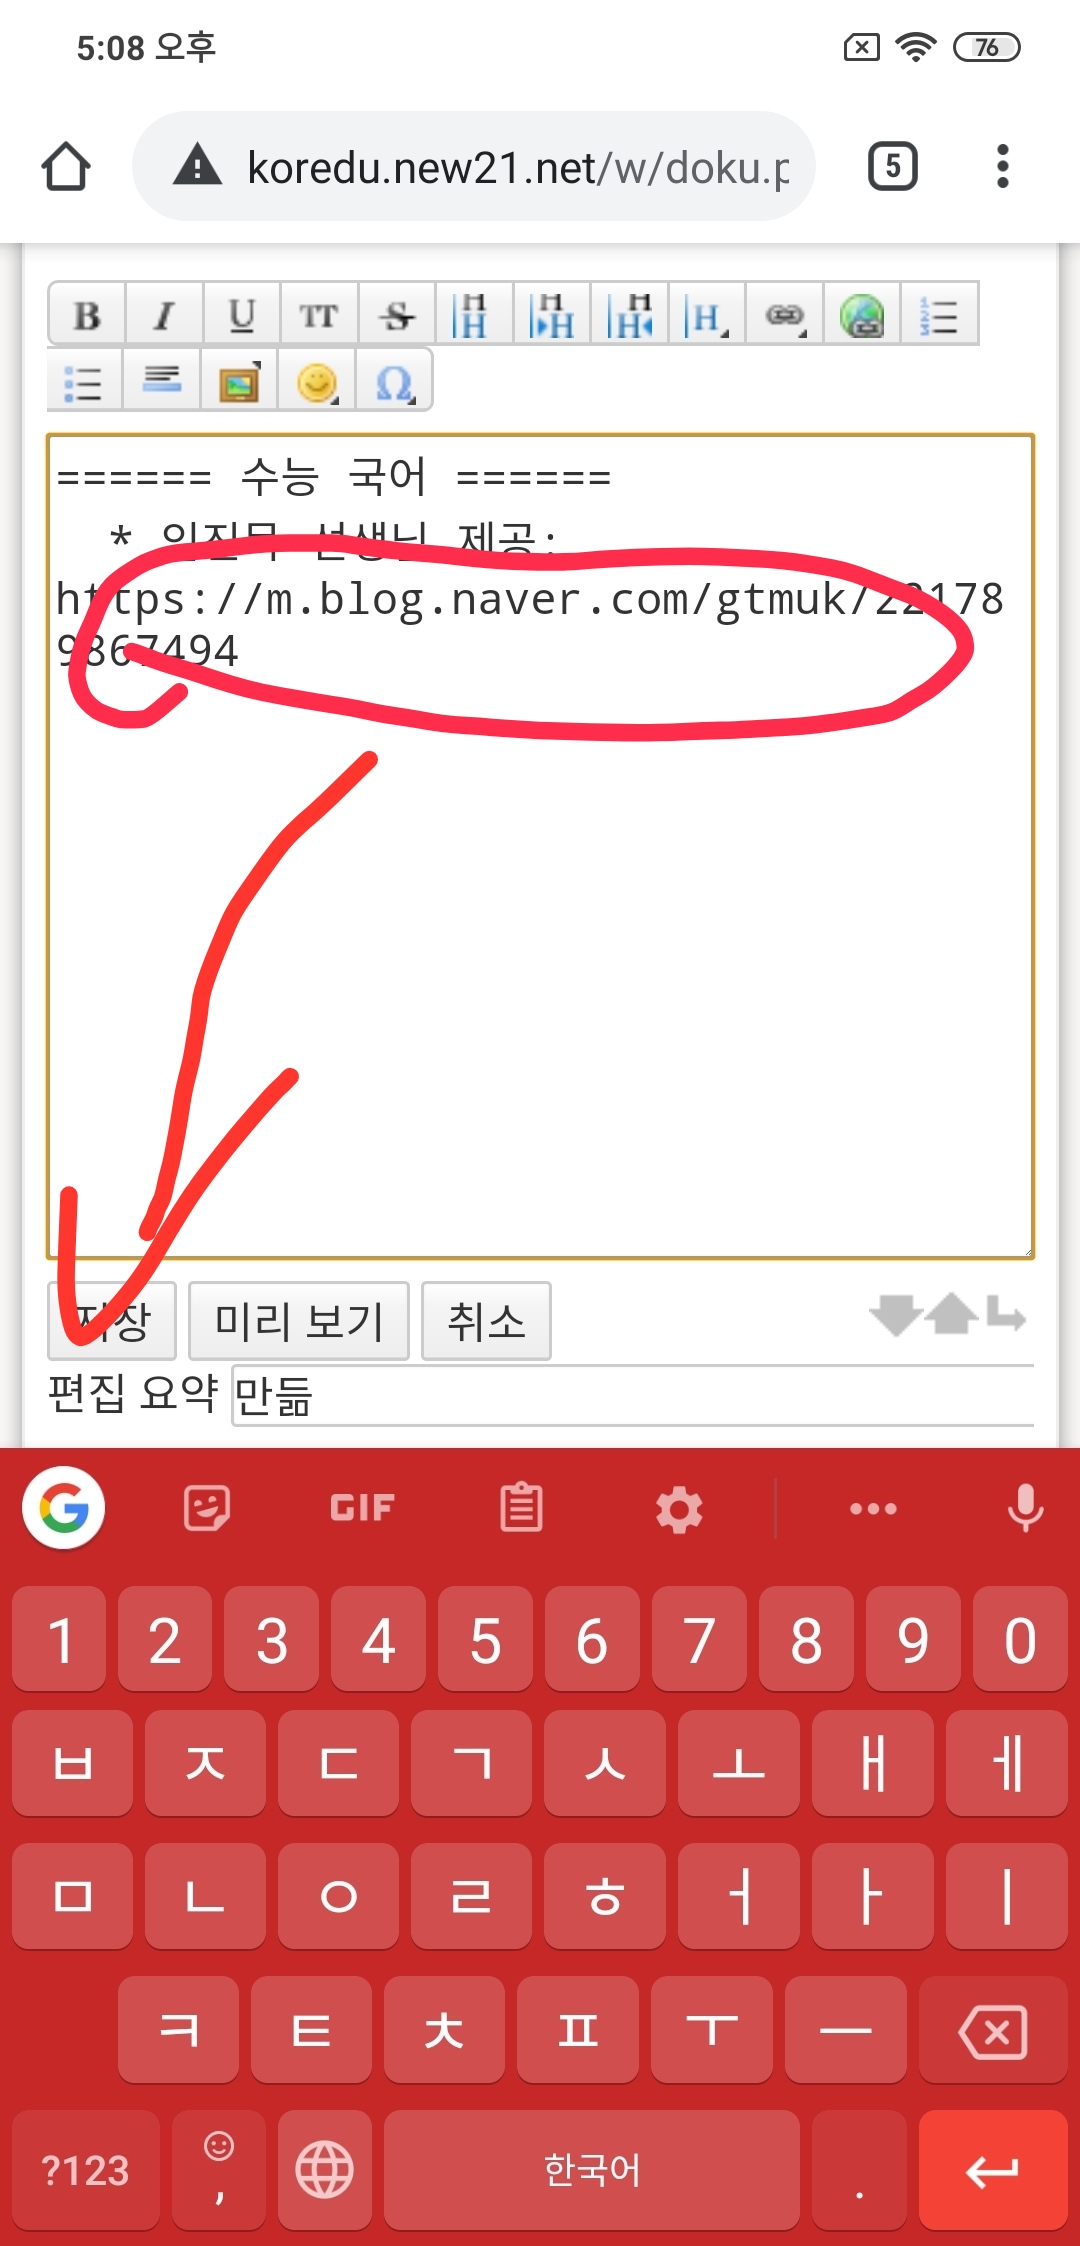 5:08 오후
76
koredu.new21.net/w/doku.p
5
B I U TT S H H H H H H H
====== 수능 국어 ======
* 선생님 제공:
https://m.blog.naver.com/gtmuk/22178
9867494
저장 미리 보기 취소
편집 요약 만듦
GIF
1 2 3 4 5 6 7 8 9 0
ㅂ ㅈ ㄷ ㄱ ㅅ ㅗ ㅐ ㅔ
ㅁ ㄴ ㅇ ㄹ ㅎ ㅓ ㅏ ㅣ
ㅋ ㅌ ㅊ ㅍ ㅜ ㅡ
?123 , 한국어 .